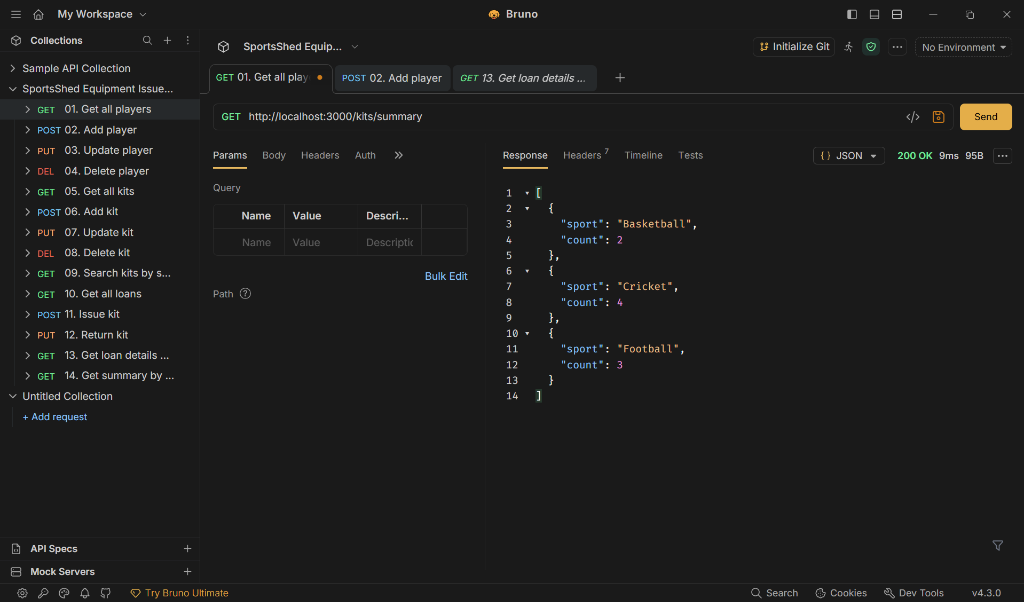 My Workspace
Bruno
Collections
SportsShed Equip...
Initialize Git
No Environment
Sample API Collection
SportsShed Equipment Issue...
GET 01. Get all players
POST 02. Add player
PUT 03. Update player
DEL 04. Delete player
GET 05. Get all kits
POST 06. Add kit
PUT 07. Update kit
DEL 08. Delete kit
GET 09. Search kits by s...
GET 10. Get all loans
POST 11. Issue kit
PUT 12. Return kit
GET 13. Get loan details ...
GET 14. Get summary by ...
Untitled Collection
+ Add request
API Specs
Mock Servers
GET 01. Get all play
POST 02. Add player
GET 13. Get loan details ...
GET http://localhost:3000/kits/summary
Send
Params Body Headers Auth
Query
Name Value Descri...
Name Value Descriptic
Bulk Edit
Path ?
Response Headers 7 Timeline Tests
{ } JSON
200 OK 9ms 95B
1 [
2 {
3 "sport": "Basketball",
4 "count": 2
5 },
6 {
7 "sport": "Cricket",
8 "count": 4
9 },
10 {
11 "sport": "Football",
12 "count": 3
13 }
14 ]
Try Bruno Ultimate
Search
Cookies
Dev Tools
v4.3.0